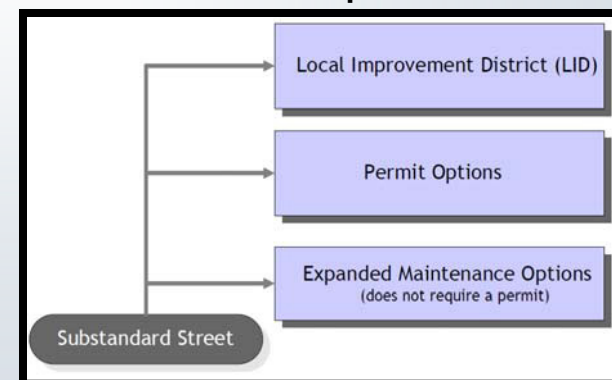 Local Improvement District (LID)
Permit Options
Expanded Maintenance Options
(does not require a permit)
Substandard Street